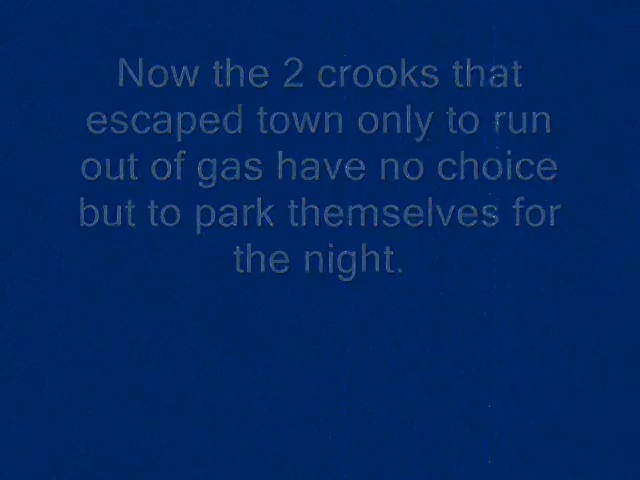 Now the 2 crooks that
escaped town only to run
out of gas have no choice
but to park themselves for
the night.